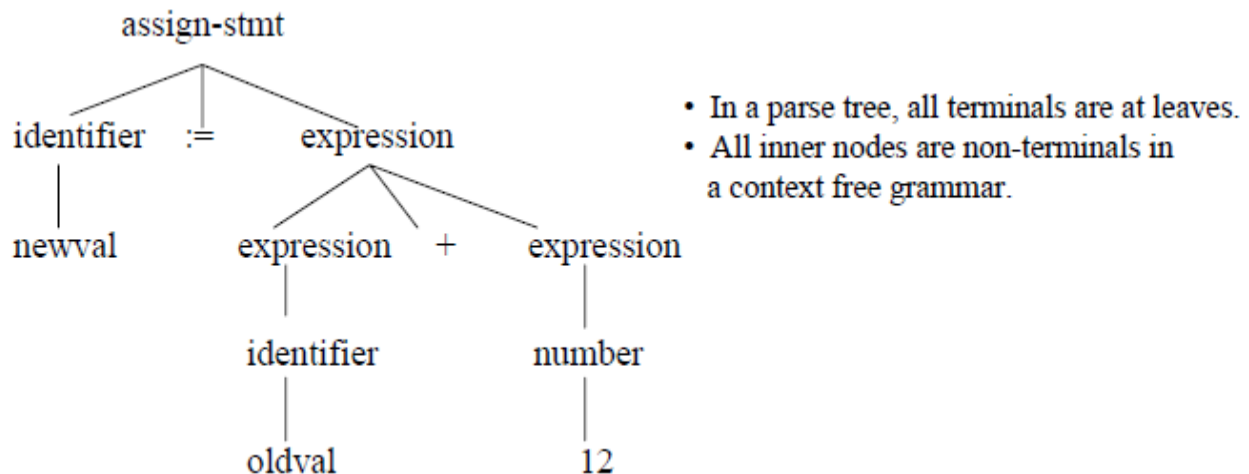 assign-stmt
identifier := expression
newval expression + expression
identifier number
oldval 12
• In a parse tree, all terminals are at leaves.
• All inner nodes are non-terminals in
a context free grammar.